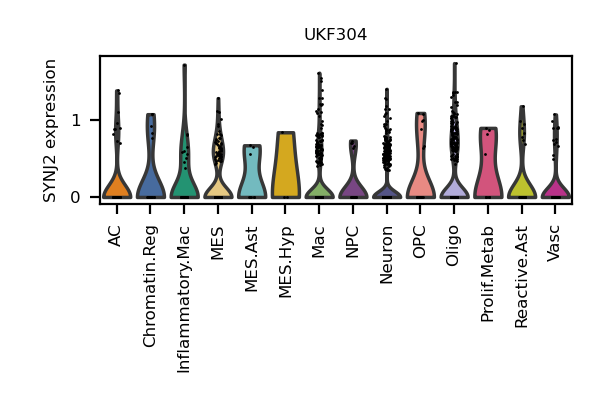 UKF304
SYNJ2 expression
1
0
AC
Chromatin.Reg
Inflammatory.Mac
MES
MES.Ast
MES.Hyp
Mac
NPC
Neuron
OPC
Oligo
Prolif.Metab
Reactive.Ast
Vasc